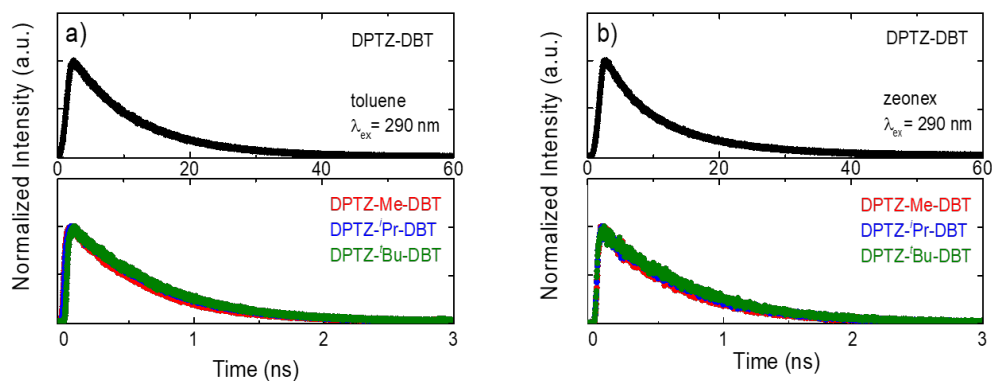 a)
DPTZ-DBT
toluene
λex= 290 nm
0 20 40 60
DPTZ-Me-DBT
DPTZ-iPr-DBT
DPTZ-tBu-DBT
0 1 2 3
Time (ns)
Normalized Intensity (a.u.)
b)
DPTZ-DBT
zeonex
λex= 290 nm
0 20 40 60
DPTZ-Me-DBT
DPTZ-iPr-DBT
DPTZ-tBu-DBT
0 1 2 3
Time (ns)
Normalized Intensity (a.u.)